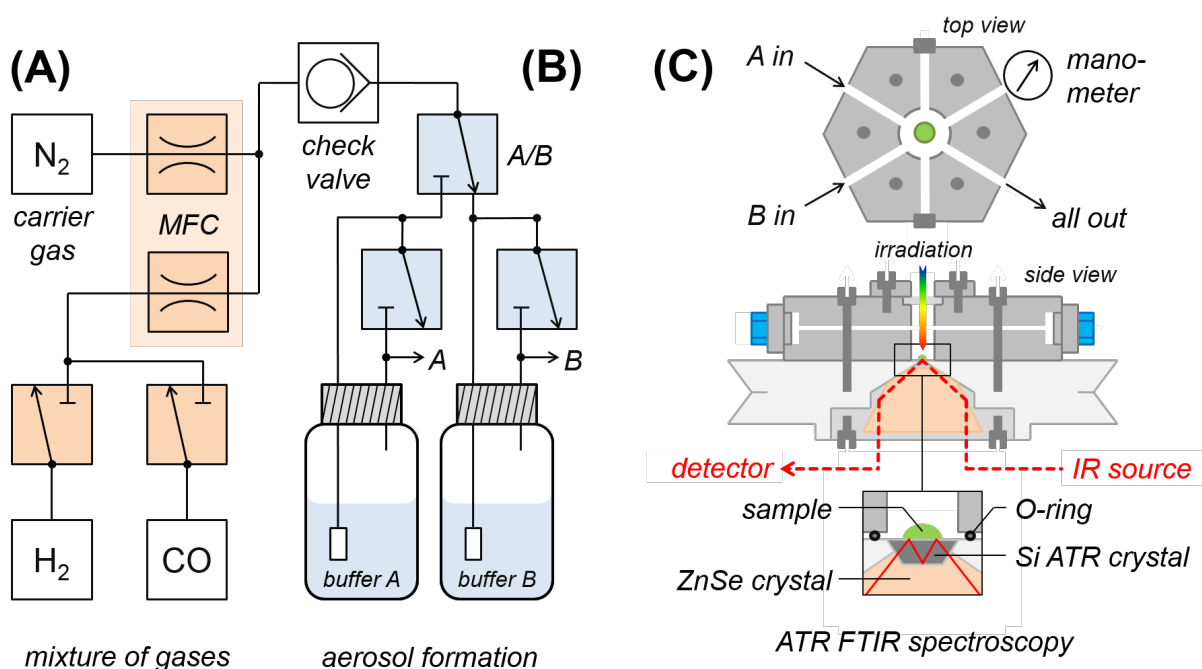 (A)
N2
carrier
gas
MFC
H2
CO
mixture of gases
(B)
check
valve
A/B
A
B
buffer A
buffer B
aerosol formation
(C)
top view
A in
mano-
meter
B in
all out
irradiation
side view
detector
IR source
sample
O-ring
Si ATR crystal
ZnSe crystal
ATR FTIR spectroscopy